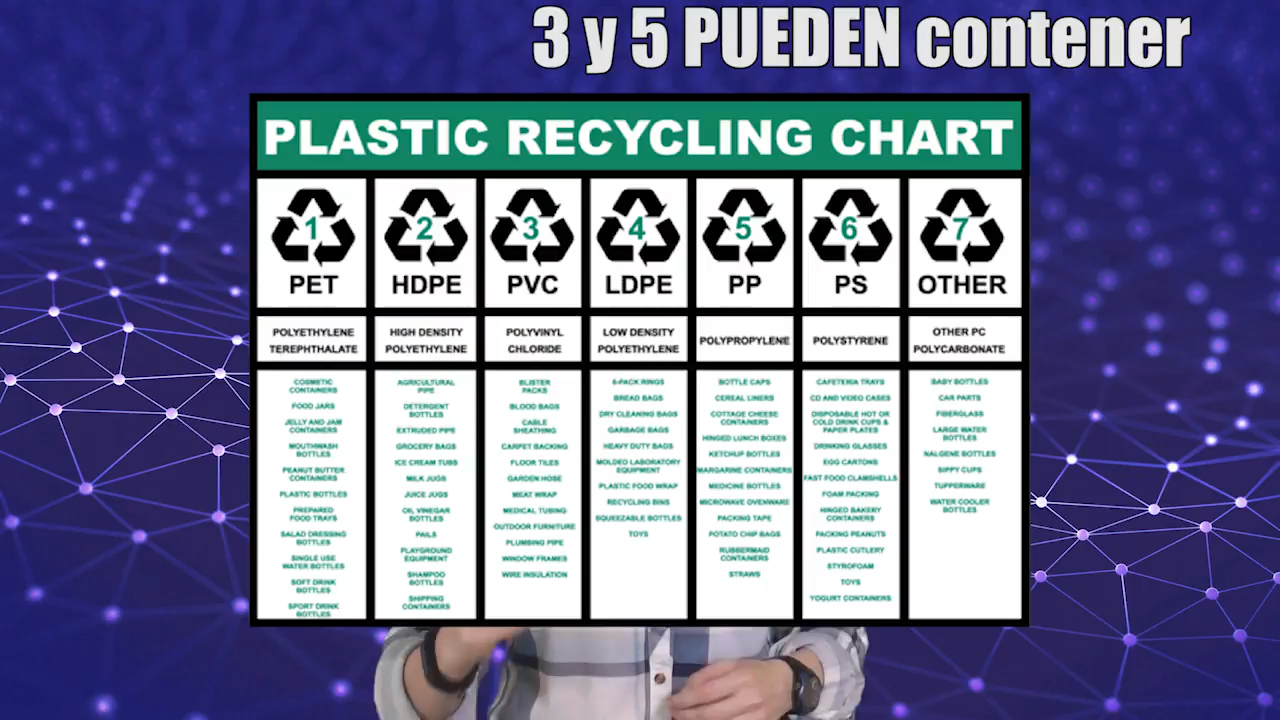 3 y 5 PUEDEN contener
PLASTIC RECYCLING CHART
1
PET
2
HDPE
3
PVC
4
LDPE
5
PP
6
PS
7
OTHER
POLYETHYLENE
TEREPHTHALATE
HIGH DENSITY
POLYETHYLENE
POLYVINYL
CHLORIDE
LOW DENSITY
POLYETHYLENE
POLYPROPYLENE
POLYSTYRENE
OTHER PC
POLYCARBONATE
COSMETIC
CONTAINERS
FOOD JARS
JELLY AND JAM
CONTAINERS
MOUTHWASH
BOTTLES
PEANUT BUTTER
CONTAINERS
PLASTIC BOTTLES
PREPARED
FOOD TRAYS
SALAD DRESSING
BOTTLES
SINGLE USE
WATER BOTTLES
SOFT DRINK
BOTTLES
SPORT DRINK
BOTTLES
AGRICULTURAL
PIPE
DETERGENT
BOTTLES
EXTRUDED PIPE
GROCERY BAGS
ICE CREAM TUBS
MILK JUGS
JUICE JUGS
OIL VINEGAR
BOTTLES
PAILS
PLAYGROUND
EQUIPMENT
SHAMPOO
BOTTLES
SHIPPING
CONTAINERS
BLISTER
PACKS
BLOOD BAGS
CABLE
SHEATHING
CARPET BACKING
FLOOR TILES
GARDEN HOSE
MEAT WRAP
MEDICAL TUBING
OUTDOOR FURNITURE
PLUMBING PIPE
WINDOW FRAMES
WIRE INSULATION
6-PACK RINGS
BREAD BAGS
DRY CLEANING BAGS
GARBAGE BAGS
HEAVY DUTY BAGS
MOLDED LABORATORY
EQUIPMENT
PLASTIC FOOD WRAP
RECYCLING BINS
SQUEEZABLE BOTTLES
TOYS
BOTTLE CAPS
CEREAL LINERS
COTTAGE CHEESE
CONTAINERS
HINGED LUNCH BOXES
KETCHUP BOTTLES
MARGARINE CONTAINERS
MEDICINE BOTTLES
MICROWAVE OVENWARE
PACKING TAPE
POTATO CHIP BAGS
RUBBERMAID
CONTAINERS
STRAWS
CAFETERIA TRAYS
CD AND VIDEO CASES
DISPOSABLE HOT OR
COLD DRINK CUPS &
PAPER PLATES
DRINKING GLASSES
EGG CARTONS
FAST FOOD CLAMSHELLS
FOAM PACKING
HINGED BAKERY
CONTAINERS
PACKING PEANUTS
PLASTIC CUTLERY
STYROFOAM
TOYS
YOGURT CONTAINERS
BABY BOTTLES
CAR PARTS
FIBERGLASS
LARGE WATER
BOTTLES
NALGENE BOTTLES
SIPPY CUPS
TUPPERWARE
WATER COOLER
BOTTLES